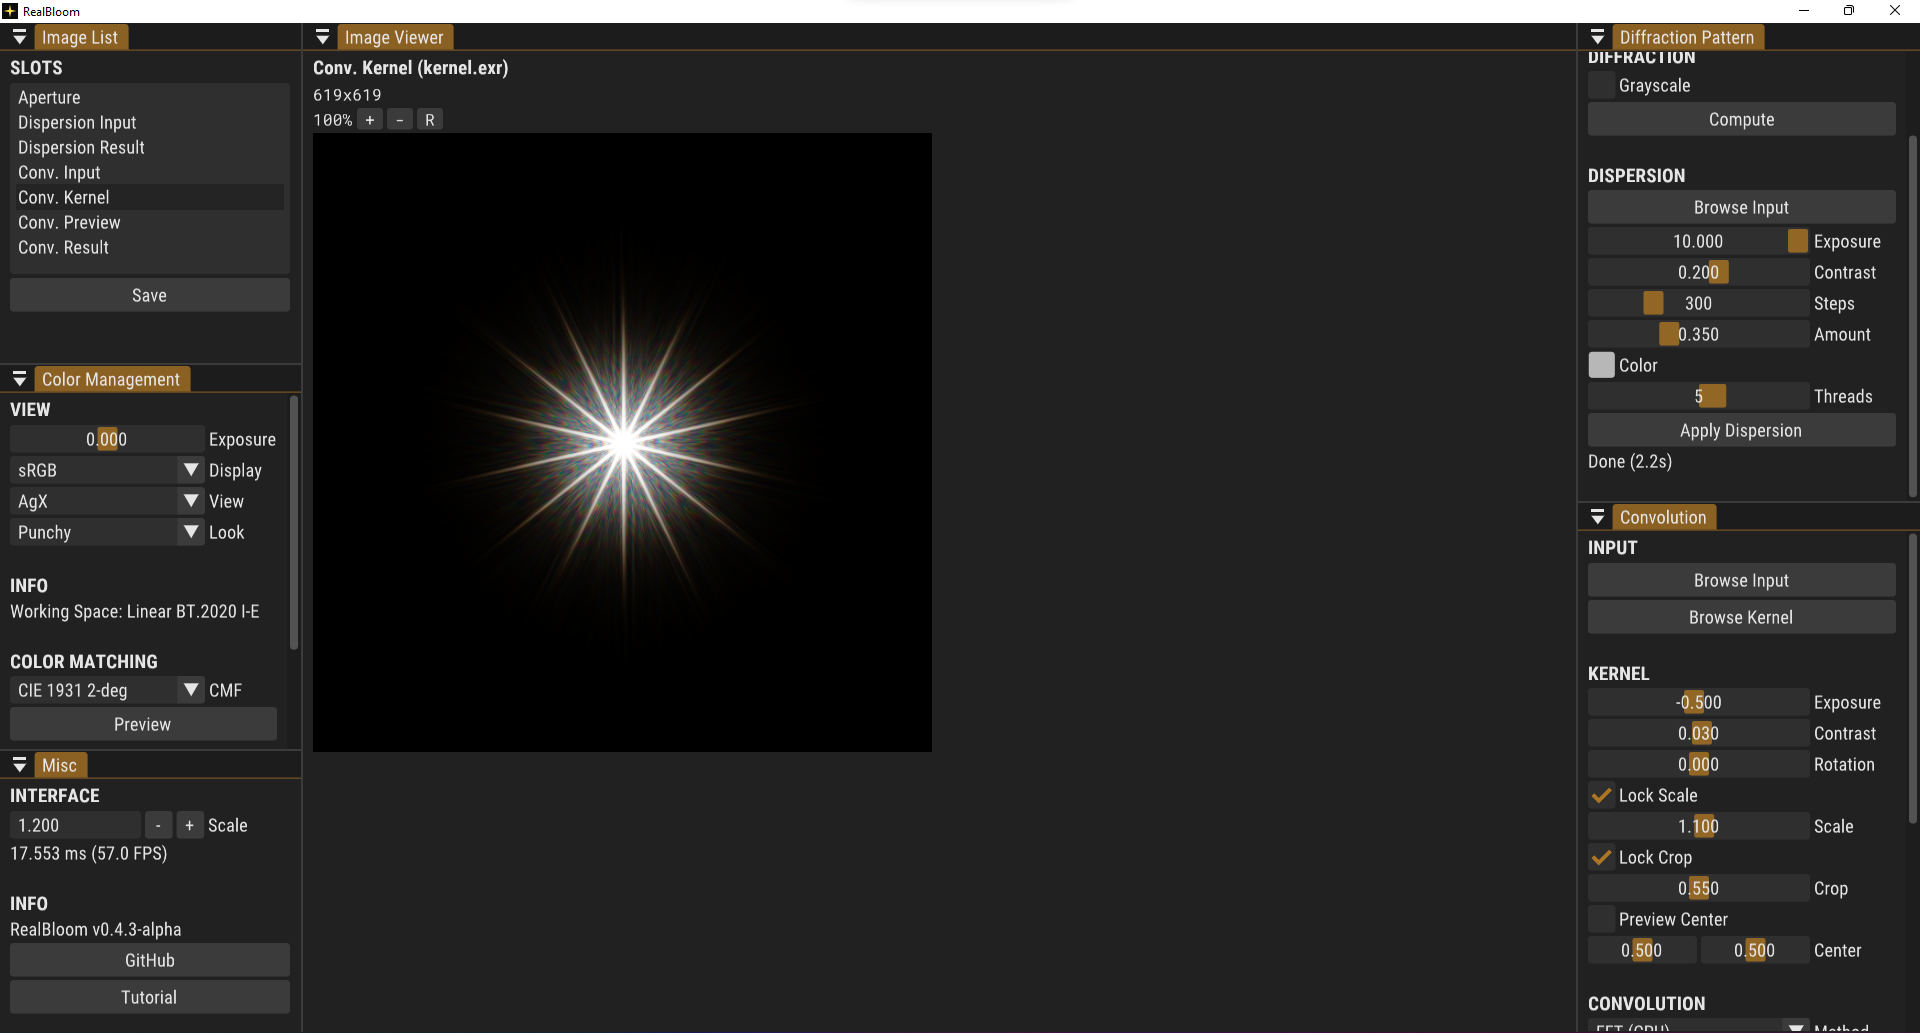 RealBloom
Image List
SLOTS
Aperture
Dispersion Input
Dispersion Result
Conv. Input
Conv. Kernel
Conv. Preview
Conv. Result
Save
Color Management
VIEW
0.000 Exposure
sRGB Display
AgX View
Punchy Look
INFO
Working Space: Linear BT.2020 I-E
COLOR MATCHING
CIE 1931 2-deg CMF
Preview
Misc
INTERFACE
1.200 - + Scale
17.553 ms (57.0 FPS)
INFO
RealBloom v0.4.3-alpha
GitHub
Tutorial
Image Viewer
Conv. Kernel (kernel.exr)
619x619
100% + - R
Diffraction Pattern
DIFFRACTION
Grayscale
Compute
DISPERSION
Browse Input
10.000 Exposure
0.200 Contrast
300 Steps
0.350 Amount
Color
5 Threads
Apply Dispersion
Done (2.2s)
Convolution
INPUT
Browse Input
Browse Kernel
KERNEL
-0.500 Exposure
0.030 Contrast
0.000 Rotation
Lock Scale
1.100 Scale
Lock Crop
0.550 Crop
Preview Center
0.500 0.500 Center
CONVOLUTION
FFT (CPU) Method